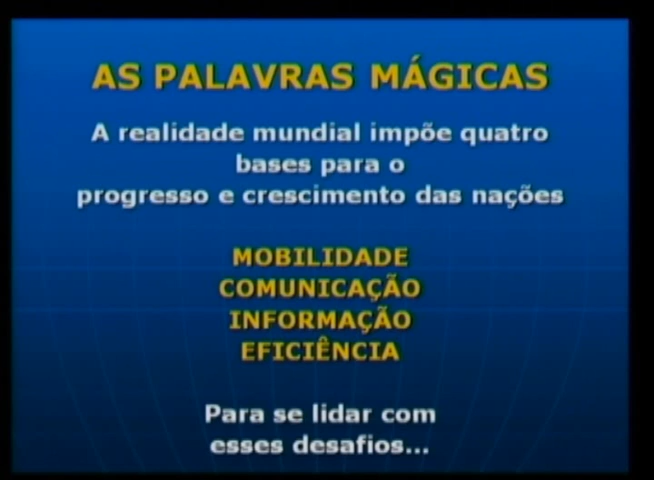 AS PALAVRAS MÁGICAS
A realidade mundial impõe quatro
bases para o
progresso e crescimento das nações
MOBILIDADE
COMUNICAÇÃO
INFORMAÇÃO
EFICIÊNCIA
Para se lidar com
esses desafios...